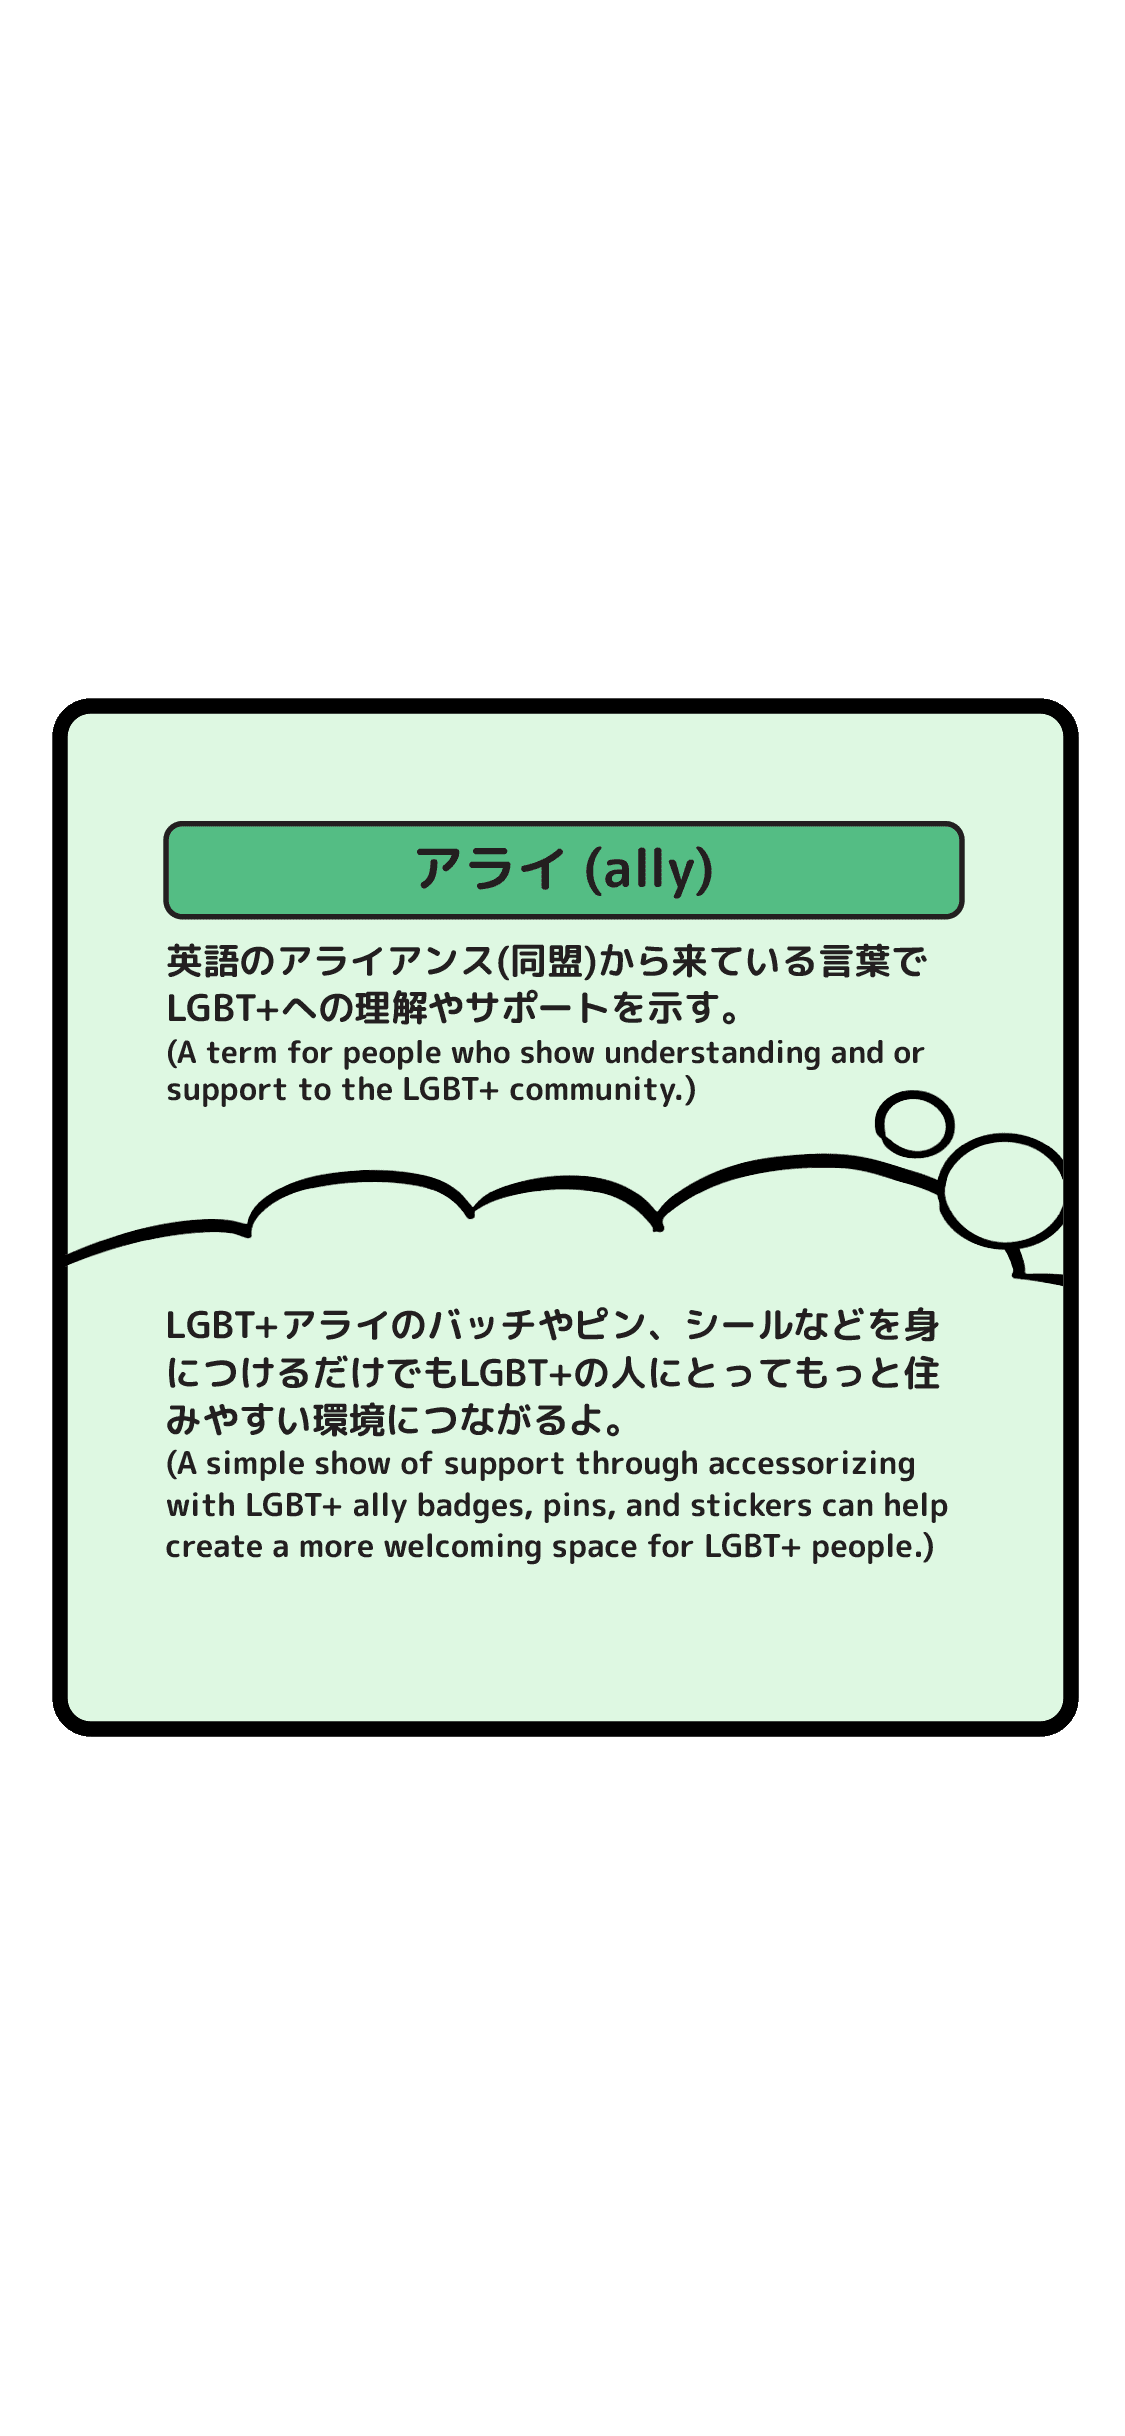 アライ (ally)
英語のアライアンス(同盟)から来ている言葉で
LGBT+への理解やサポートを示す。
(A term for people who show understanding and or
support to the LGBT+ community.)
LGBT+アライのバッチやピン、シールなどを身
につけるだけでもLGBT+の人にとってもっと住
みやすい環境につながるよ。
(A simple show of support through accessorizing
with LGBT+ ally badges, pins, and stickers can help
create a more welcoming space for LGBT+ people.)